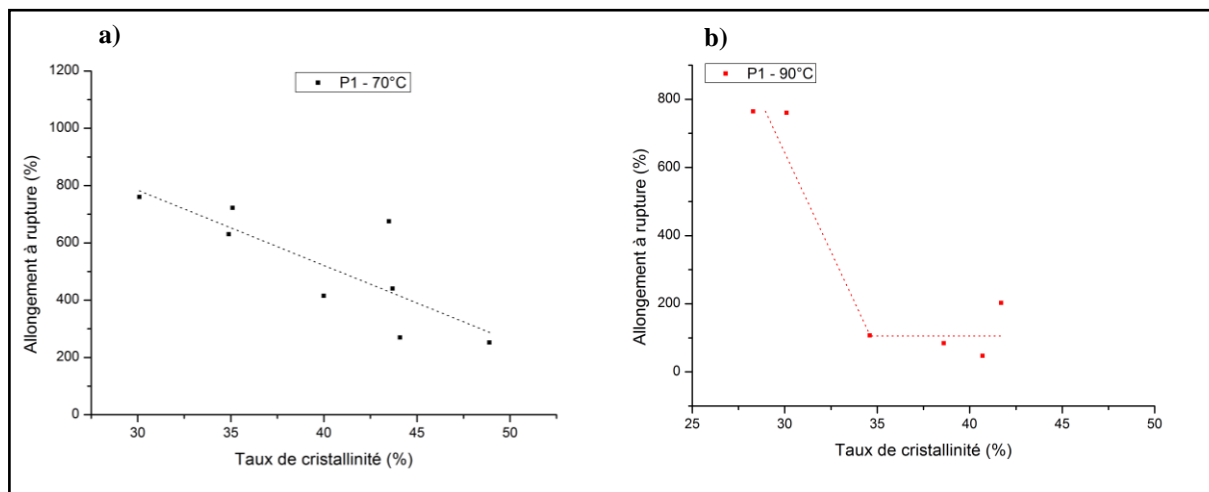 a)
P1 - 70°C
1200
1000
800
600
400
200
0
30 35 40 45 50
Allongement à rupture (%)
Taux de cristallinité (%)
b)
P1 - 90°C
800
600
400
200
0
25 30 35 40 45 50
Allongement à rupture (%)
Taux de cristallinité (%)